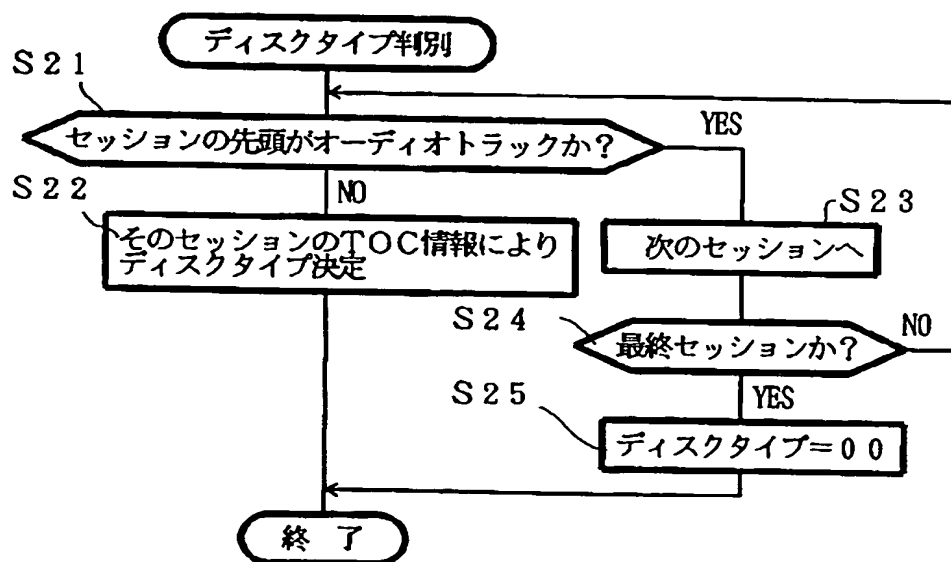 ディスクタイプ判別
S21
セッションの先頭がオーディオトラックか?
YES
NO
S22
そのセッションのTOC情報により
ディスクタイプ決定
S23
次のセッションへ
S24
最終セッションか?
NO
YES
S25
ディスクタイプ=00
終 了